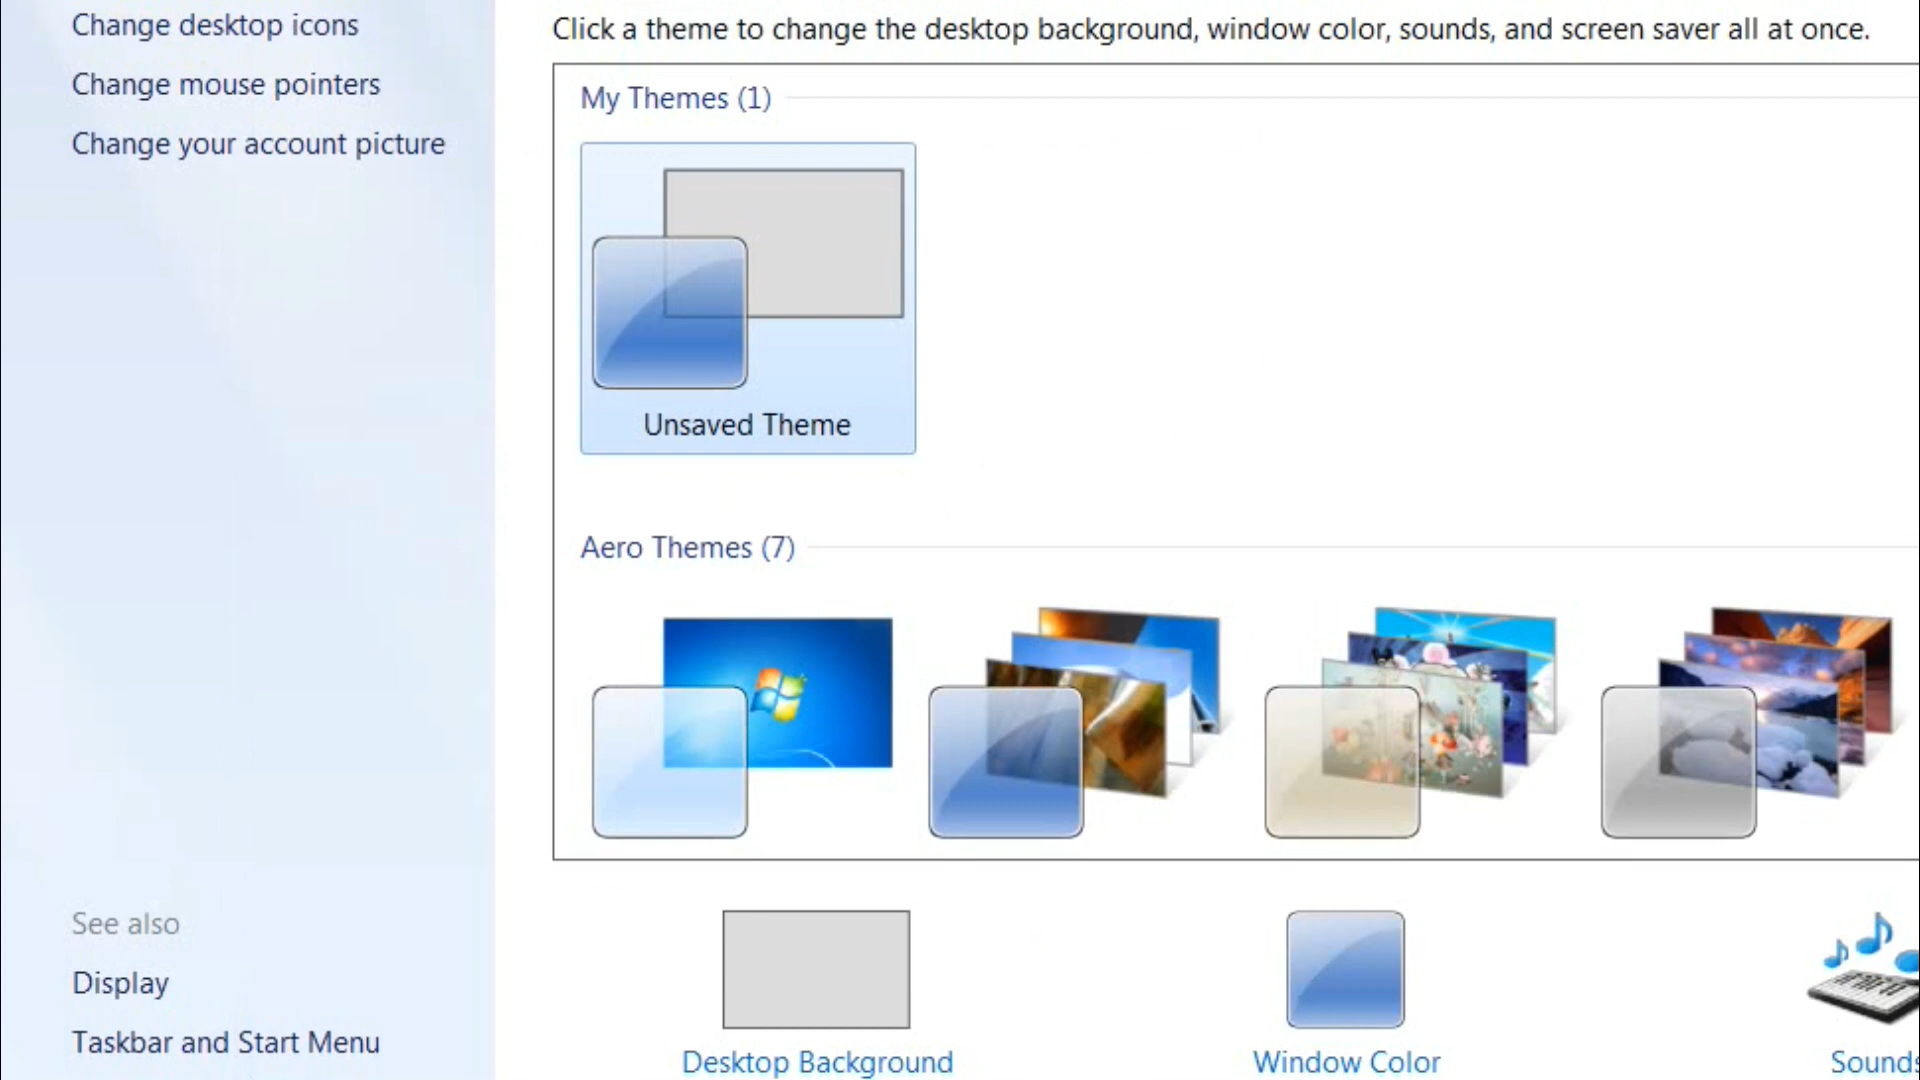 Change desktop icons
Change mouse pointers
Change your account picture
Click a theme to change the desktop background, window color, sounds, and screen saver all at once.
My Themes (1)
Unsaved Theme
Aero Themes (7)
See also
Display
Taskbar and Start Menu
Desktop Background
Window Color
Sounds